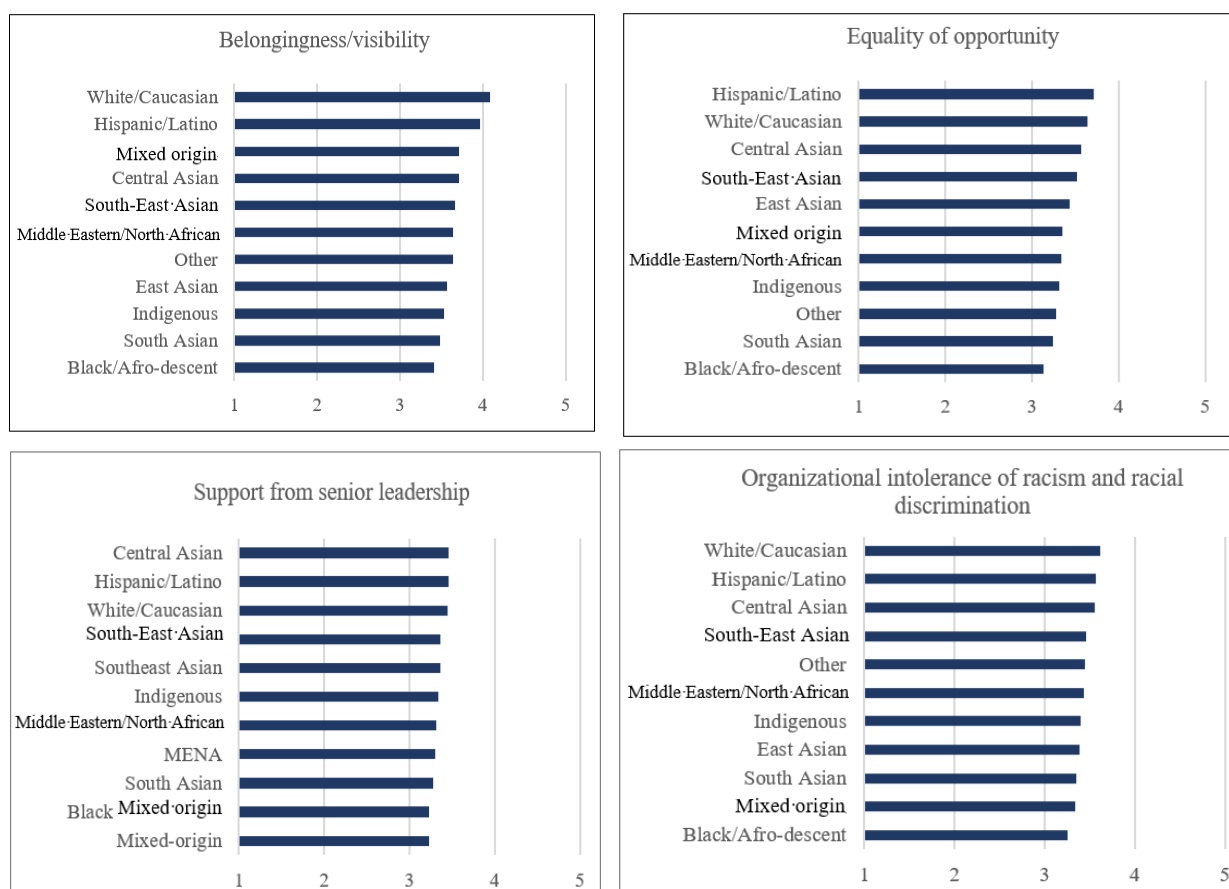 Belongingness/visibility
White/Caucasian
Hispanic/Latino
Mixed origin
Central Asian
South-East·Asian
Middle·Eastern/North·African
Other
East Asian
Indigenous
South Asian
Black/Afro-descent
1 2 3 4 5
Equality of opportunity
Hispanic/Latino
White/Caucasian
Central Asian
South-East·Asian
East Asian
Mixed origin
Middle·Eastern/North·African
Indigenous
Other
South Asian
Black/Afro-descent
1 2 3 4 5
Support from senior leadership
Central Asian
Hispanic/Latino
White/Caucasian
South-East·Asian
Southeast Asian
Indigenous
Middle·Eastern/North·African
MENA
South Asian
Black Mixed·origin
Mixed-origin
1 2 3 4 5
Organizational intolerance of racism and racial
discrimination
White/Caucasian
Hispanic/Latino
Central Asian
South-East Asian
Other
Middle·Eastern/North·African
Indigenous
East Asian
South Asian
Mixed·origin
Black/Afro-descent
1 2 3 4 5